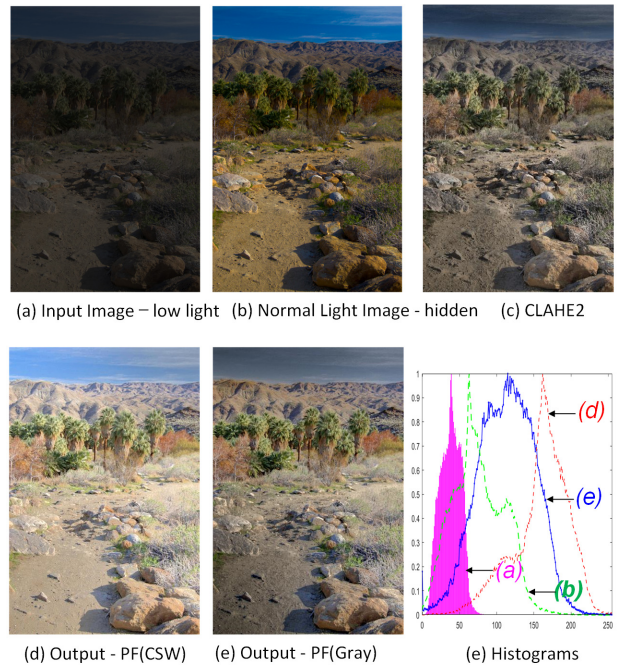 (a) Input Image – low light (b) Normal Light Image - hidden (c) CLAHE2
1
0.9
0.8
0.7
0.6
0.5
0.4
0.3
0.2
0.1
0
0 50 100 150 200 250
(d)
(e)
(a)
(b)
(d) Output - PF(CSW) (e) Output - PF(Gray) (e) Histograms